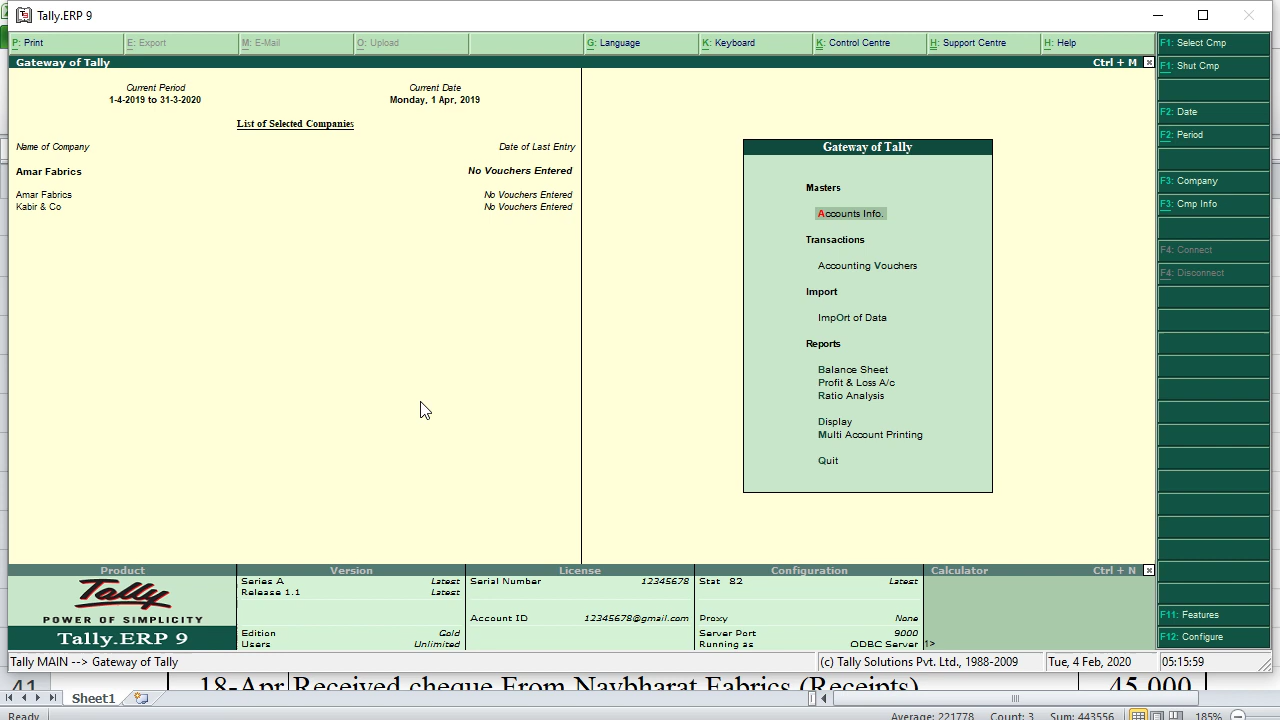 Tally.ERP 9
P: Print
E: Export
M: E-Mail
O: Upload
G: Language
K: Keyboard
K: Control Centre
H: Support Centre
H: Help
Gateway of Tally
Ctrl + M
Current Period
1-4-2019 to 31-3-2020
Current Date
Monday, 1 Apr, 2019
List of Selected Companies
Name of Company
Date of Last Entry
Amar Fabrics
No Vouchers Entered
Amar Fabrics
No Vouchers Entered
Kabir & Co
No Vouchers Entered
Gateway of Tally
Masters
Accounts Info.
Transactions
Accounting Vouchers
Import
ImpOrt of Data
Reports
Balance Sheet
Profit & Loss A/c
Ratio Analysis
Display
Multi Account Printing
Quit
F1: Select Cmp
F1: Shut Cmp
F2: Date
F2: Period
F3: Company
F3: Cmp Info
F4: Connect
F4: Disconnect
F11: Features
F12: Configure
Product
Tally
POWER OF SIMPLICITY
Tally.ERP 9
Version
Series A Latest
Release 1.1 Latest
Edition Gold
Users Unlimited
License
Serial Number 12345678
Account ID 12345678@gmail.com
Configuration
Stat 82 Latest
Proxy None
Server Port 9000
Running as ODBC Server
Calculator
Ctrl + N
1>
Tally MAIN --> Gateway of Tally
(c) Tally Solutions Pvt. Ltd., 1988-2009
Tue, 4 Feb, 2020
05:15:59
41
18-Apr Received cheque From Navbharat Fabrics (Receipts) 45,000
Sheet1
Ready
Average: 221778 Count: 3 Sum: 443556
185%